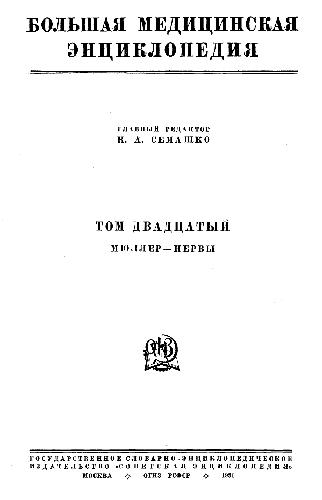 БОЛЬШАЯ МЕДИЦИНСКАЯ
ЭНЦИКЛОПЕДИЯ
ГЛАВНЫЙ РЕДАКТОР
Н. А. СЕМАШКО
ТОМ ДВАДЦАТЫЙ
МЮЛЛЕР—НЕРВЫ
ГОСУДАРСТВЕННОЕ СЛОВАРНО-ЭНЦИКЛОПЕДИЧЕСКОЕ
ИЗДАТЕЛЬСТВО «СОВЕТСКАЯ ЭНЦИКЛОПЕДИЯ»
МОСКВА ◇ ОГИЗ РСФСР ◇